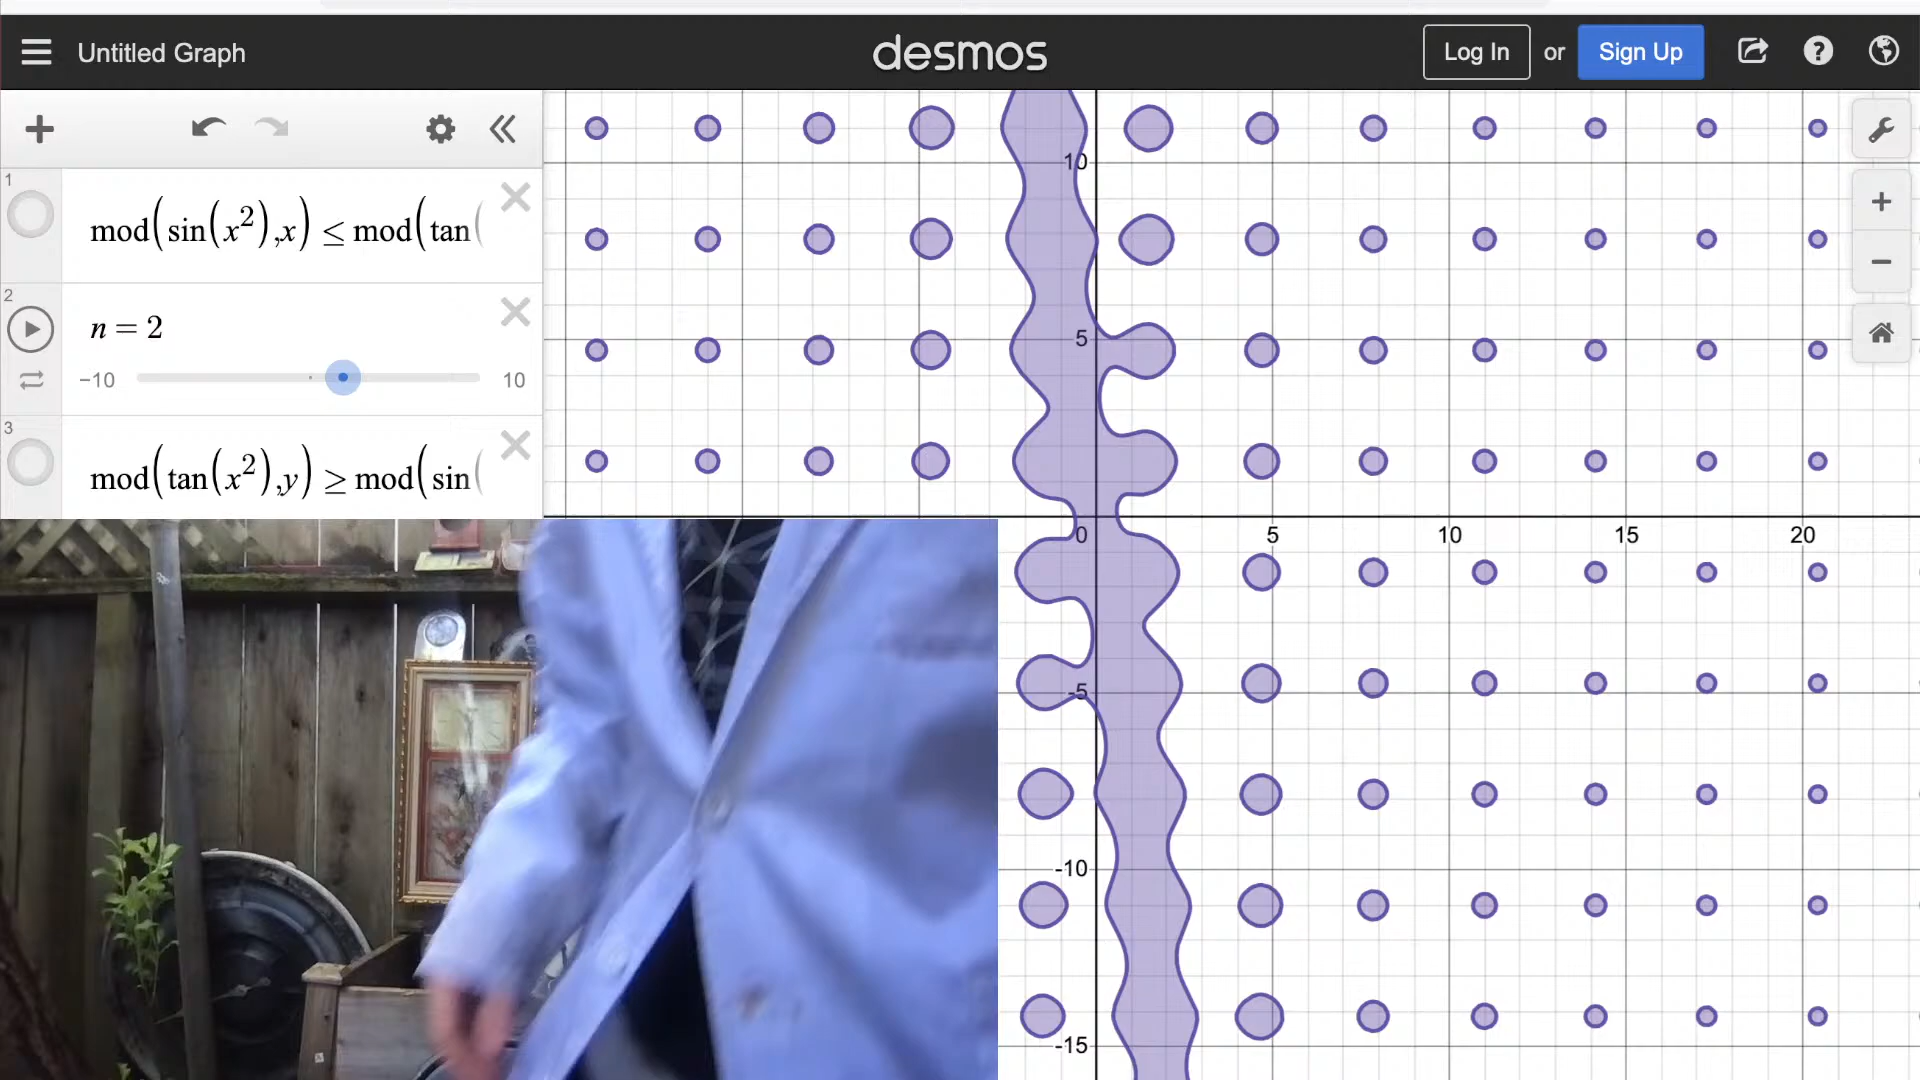 Untitled Graph
desmos
Log In or Sign Up
1
mod(sin(x²),x) ≤ mod(tan(
2
n = 2
−10
10
3
mod(tan(x²),y) ≥ mod(sin(
10
5
0
5
10
15
20
-5
-10
-15